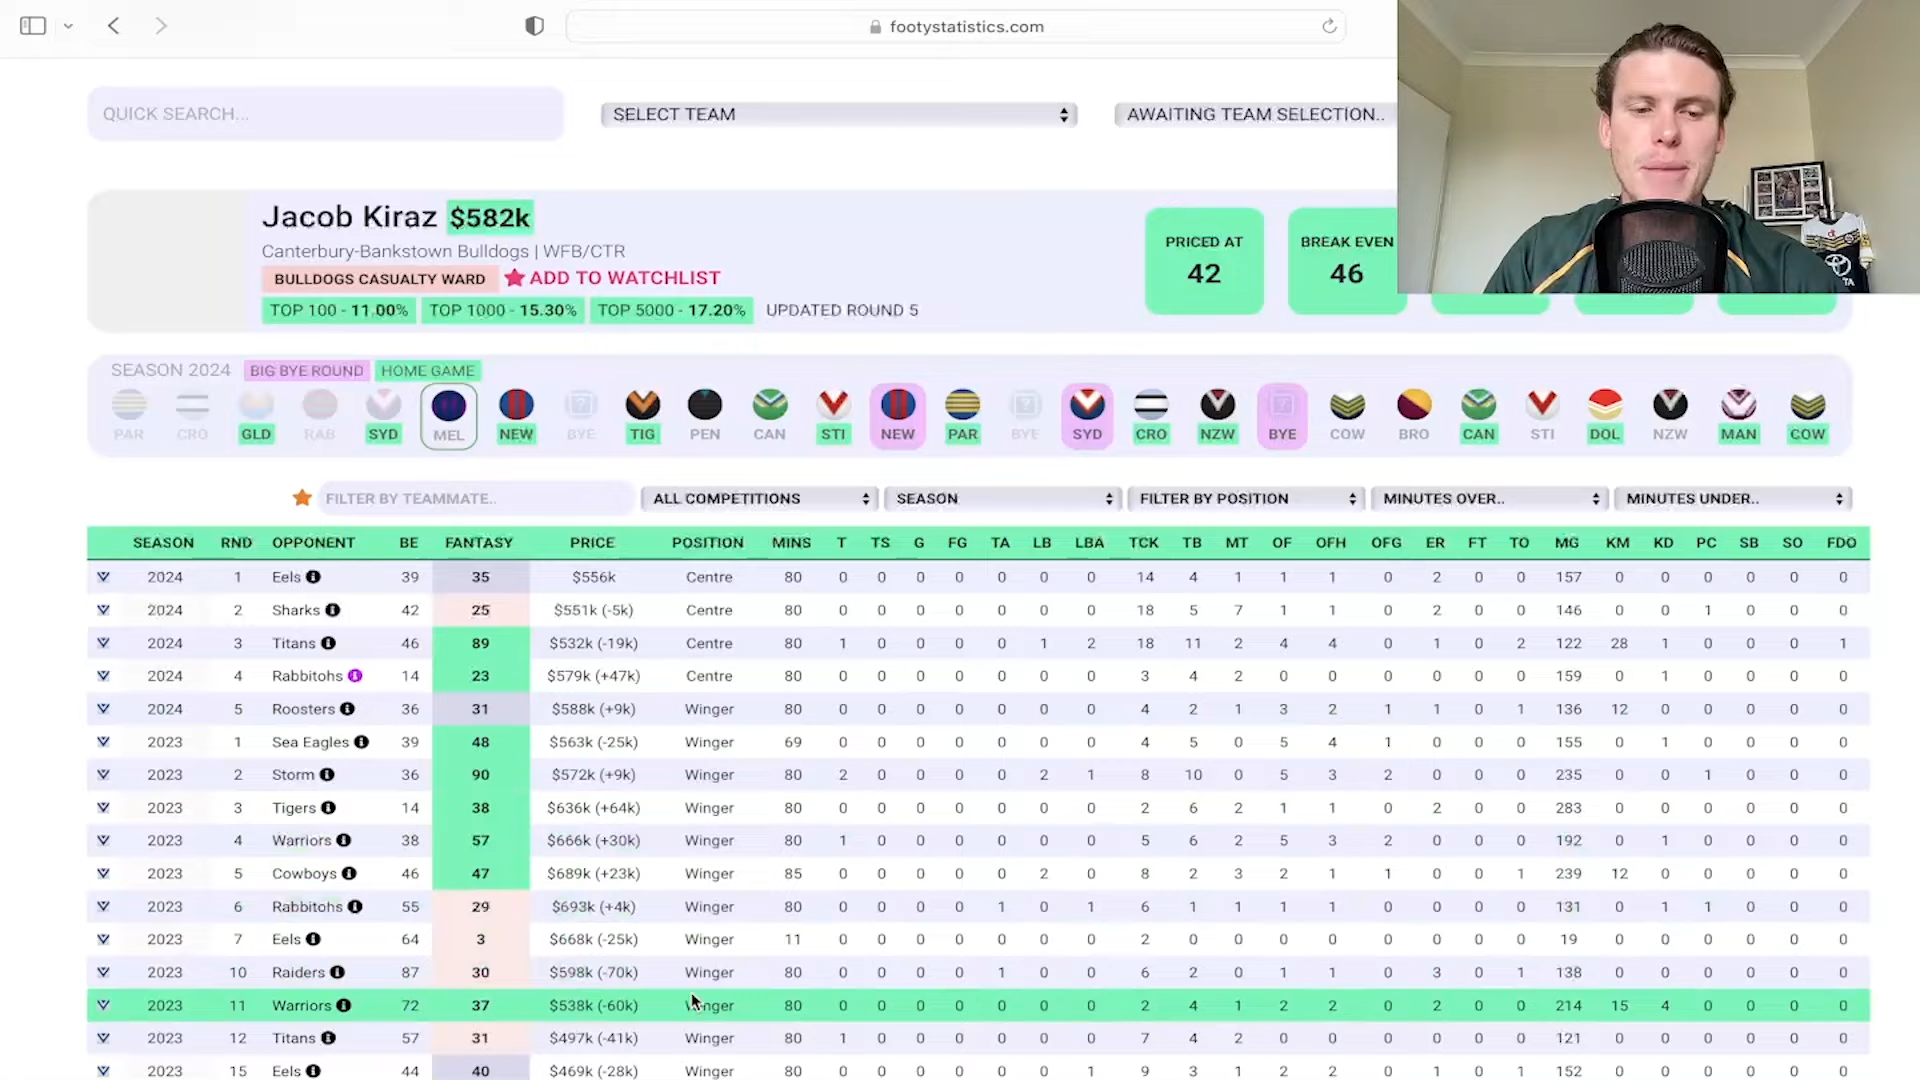 footystatistics.com
QUICK SEARCH...
SELECT TEAM
AWAITING TEAM SELECTION..
Jacob Kiraz $582k
Canterbury-Bankstown Bulldogs | WFB/CTR
BULLDOGS CASUALTY WARD ADD TO WATCHLIST
TOP 100 - 11.00% TOP 1000 - 15.30% TOP 5000 - 17.20% UPDATED ROUND 5
PRICED AT
42
BREAK EVEN
46
SEASON 2024 BIG BYE ROUND HOME GAME
PAR CRO GLD RAB SYD MEL NEW BYE TIG PEN CAN STI NEW PAR BYE SYD CRO NZW BYE COW BRO CAN STI DOL NZW MAN COW
FILTER BY TEAMMATE.. ALL COMPETITIONS SEASON FILTER BY POSITION MINUTES OVER.. MINUTES UNDER..
SEASON RND OPPONENT BE FANTASY PRICE POSITION MINS T TS G FG TA LB LBA TCK TB MT OF OFH OFG ER FT TO MG KM KD PC SB SO FDO
2024 1 Eels 39 35 $556k Centre 80 0 0 0 0 0 0 0 14 4 1 1 1 0 2 0 0 157 0 0 0 0 0 0
2024 2 Sharks 42 25 $551k (-5k) Centre 80 0 0 0 0 0 0 0 18 5 7 1 1 0 2 0 0 146 0 0 1 0 0 0
2024 3 Titans 46 89 $532k (-19k) Centre 80 1 0 0 0 0 1 2 18 11 2 4 4 0 1 0 2 122 28 1 0 0 0 1
2024 4 Rabbitohs 14 23 $579k (+47k) Centre 80 0 0 0 0 0 0 0 3 4 2 0 0 0 0 0 0 159 0 1 0 0 0 0
2024 5 Roosters 36 31 $588k (+9k) Winger 80 0 0 0 0 0 0 0 4 2 1 3 2 1 1 0 1 136 12 0 0 0 0 0
2023 1 Sea Eagles 39 48 $563k (-25k) Winger 69 0 0 0 0 0 0 0 4 5 0 5 4 1 0 0 0 155 0 1 0 0 0 0
2023 2 Storm 36 90 $572k (+9k) Winger 80 2 0 0 0 0 2 1 8 10 0 5 3 2 0 0 0 235 0 0 1 0 0 0
2023 3 Tigers 14 38 $636k (+64k) Winger 80 0 0 0 0 0 0 0 2 6 2 1 1 0 2 0 0 283 0 0 0 0 0 0
2023 4 Warriors 38 57 $666k (+30k) Winger 80 1 0 0 0 0 0 0 5 6 2 5 3 2 0 0 0 192 0 1 0 0 0 0
2023 5 Cowboys 46 47 $689k (+23k) Winger 85 0 0 0 0 0 2 0 8 2 3 2 1 1 0 0 1 239 12 0 0 0 0 0
2023 6 Rabbitohs 55 29 $693k (+4k) Winger 80 0 0 0 0 1 0 1 6 1 1 1 1 0 0 0 0 131 0 1 1 0 0 0
2023 7 Eels 64 3 $668k (-25k) Winger 11 0 0 0 0 0 0 0 2 0 0 0 0 0 0 0 0 19 0 0 0 0 0 0
2023 10 Raiders 87 30 $598k (-70k) Winger 80 0 0 0 0 1 0 0 6 2 0 1 1 0 3 0 1 138 0 0 0 0 0 0
2023 11 Warriors 72 37 $538k (-60k) Winger 80 0 0 0 0 0 0 0 2 4 1 2 2 0 2 0 0 214 15 4 0 0 0 0
2023 12 Titans 57 31 $497k (-41k) Winger 80 1 0 0 0 0 0 0 7 4 2 0 0 0 0 0 0 121 0 0 0 0 0 0
2023 15 Eels 44 40 $469k (-28k) Winger 80 0 0 0 0 0 0 1 9 3 1 2 2 0 1 0 1 152 0 0 0 0 0 0